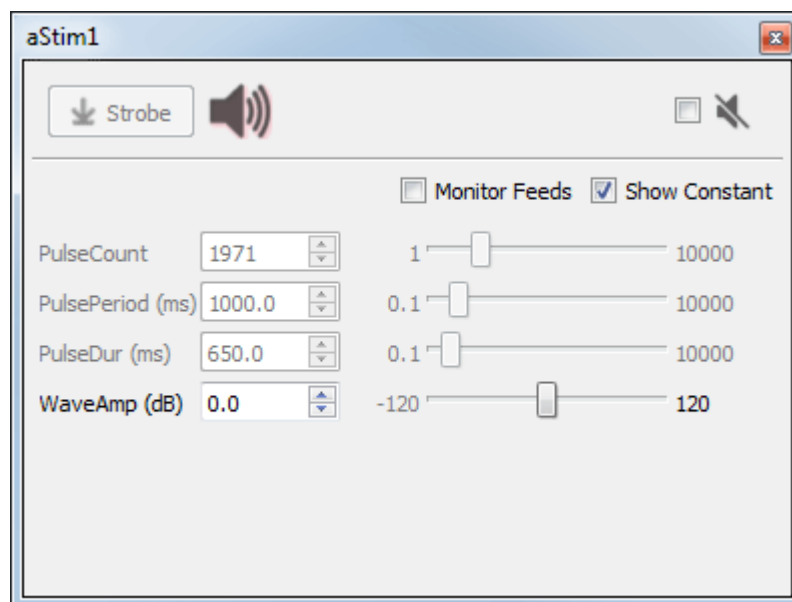 aStim1
Strobe
Monitor Feeds Show Constant
PulseCount 1971 1 10000
PulsePeriod (ms) 1000.0 0.1 10000
PulseDur (ms) 650.0 0.1 10000
WaveAmp (dB) 0.0 -120 120